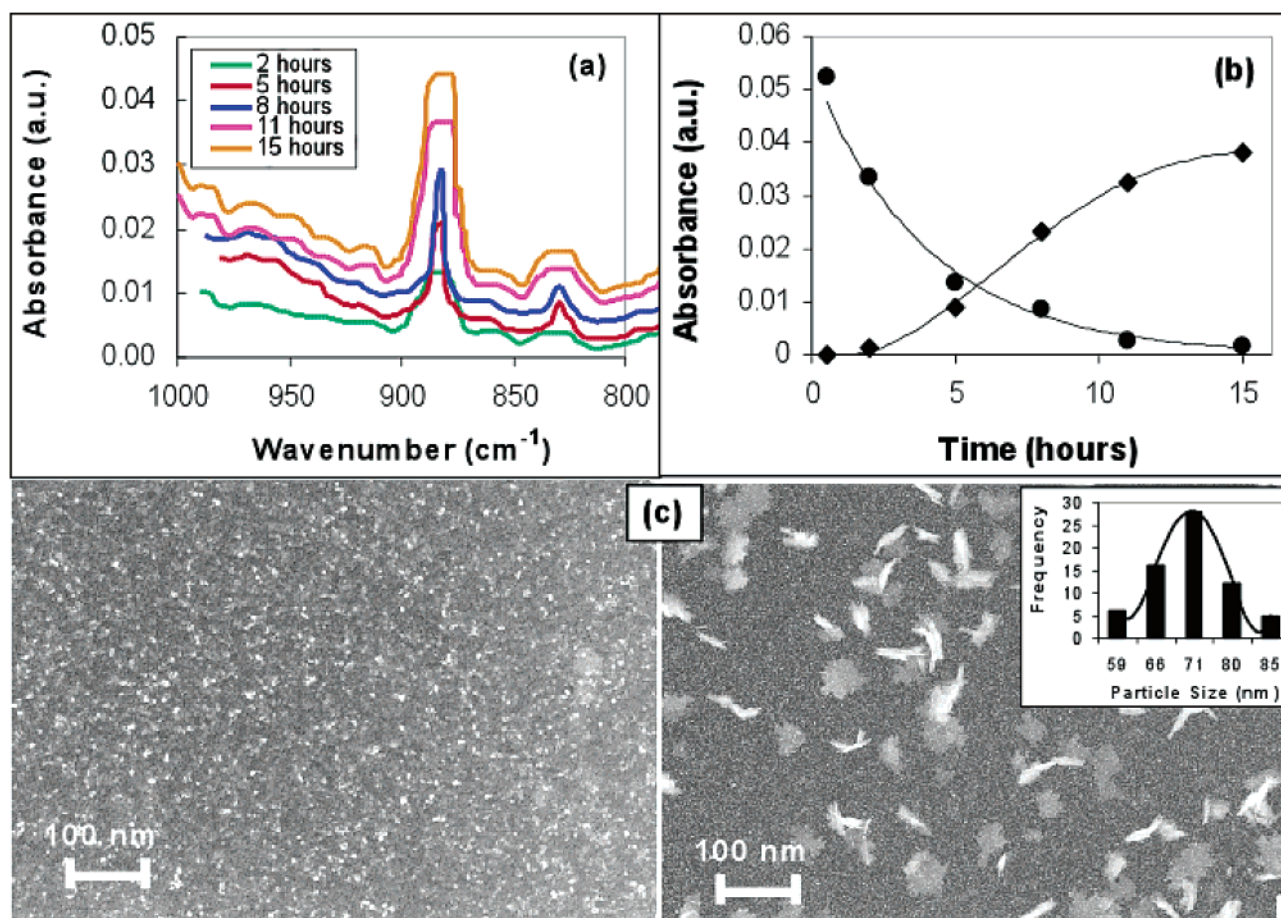 (a)
Absorbance (a.u.)
0.05
0.04
0.03
0.02
0.01
0.00
2 hours
5 hours
8 hours
11 hours
15 hours
1000 950 900 850 800
Wavenumber (cm⁻¹)
(b)
Absorbance (a.u.)
0.06
0.05
0.04
0.03
0.02
0.01
0
0 5 10 15
Time (hours)
(c)
100 nm
100 nm
Frequency
30
25
20
15
10
5
0
59 66 71 80 85
Particle Size (nm)